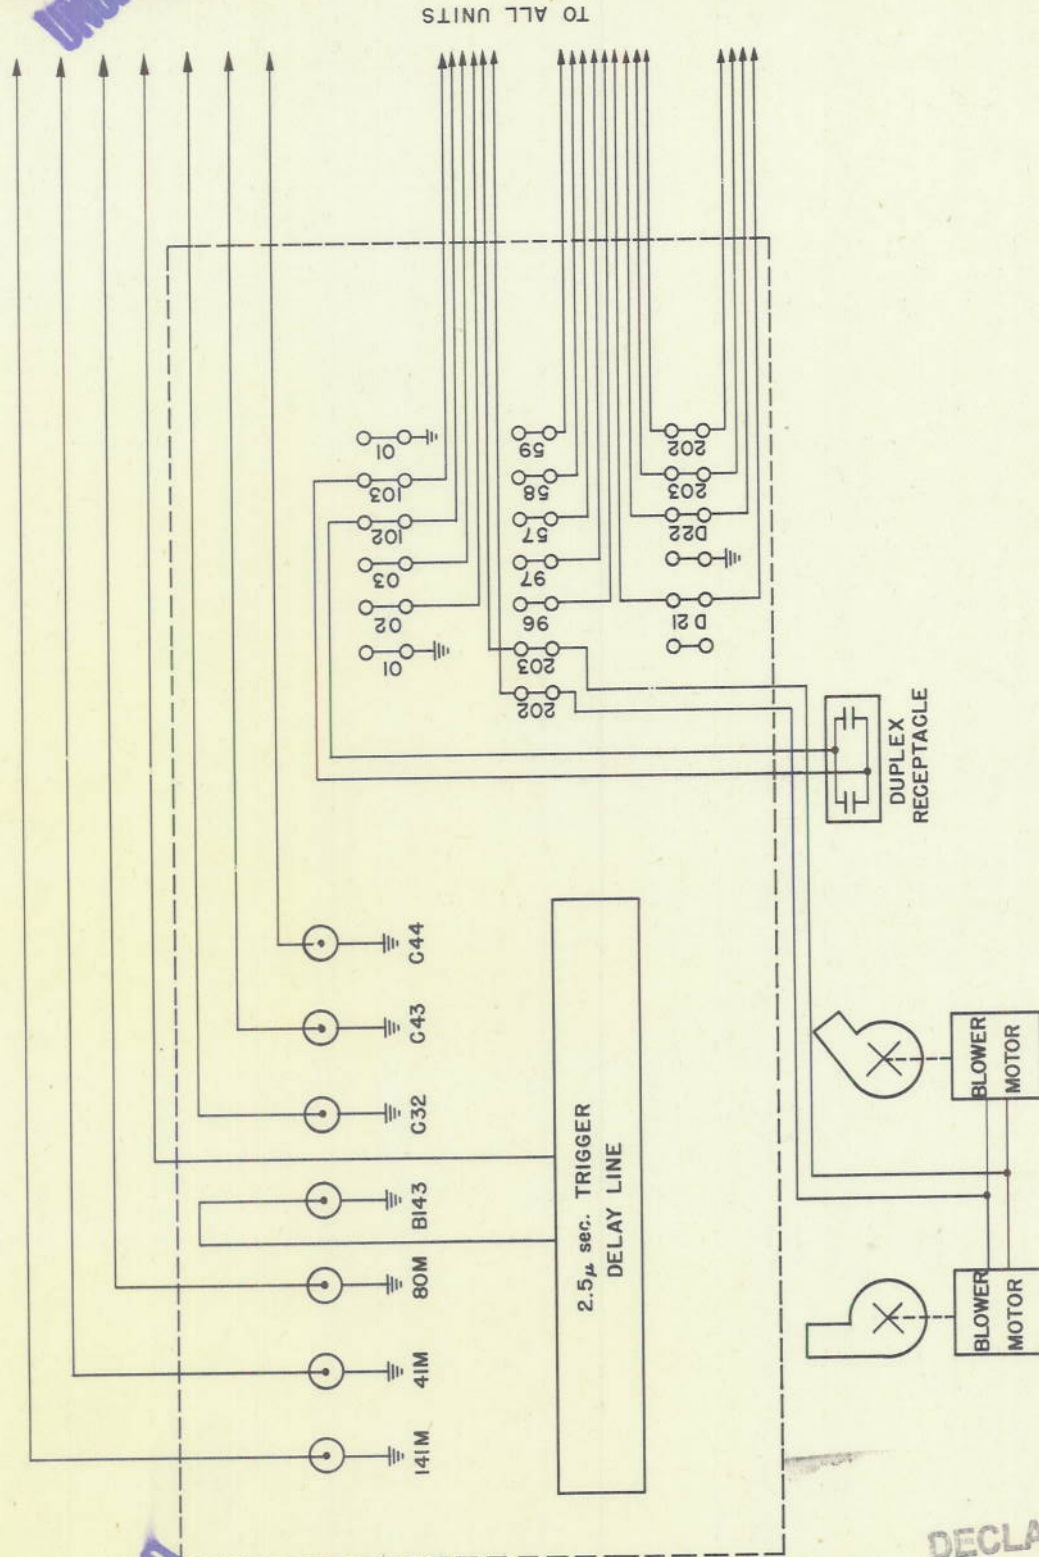 TO ALL UNITS
01
103
102
03
02
01
59
58
57
97
96
203
202
202
203
D22
D21
DUPLEX
RECEPTACLE
C44
C43
C32
B143
80M
41M
141M
2.5μ sec. TRIGGER
DELAY LINE
BLOWER
MOTOR
BLOWER
MOTOR